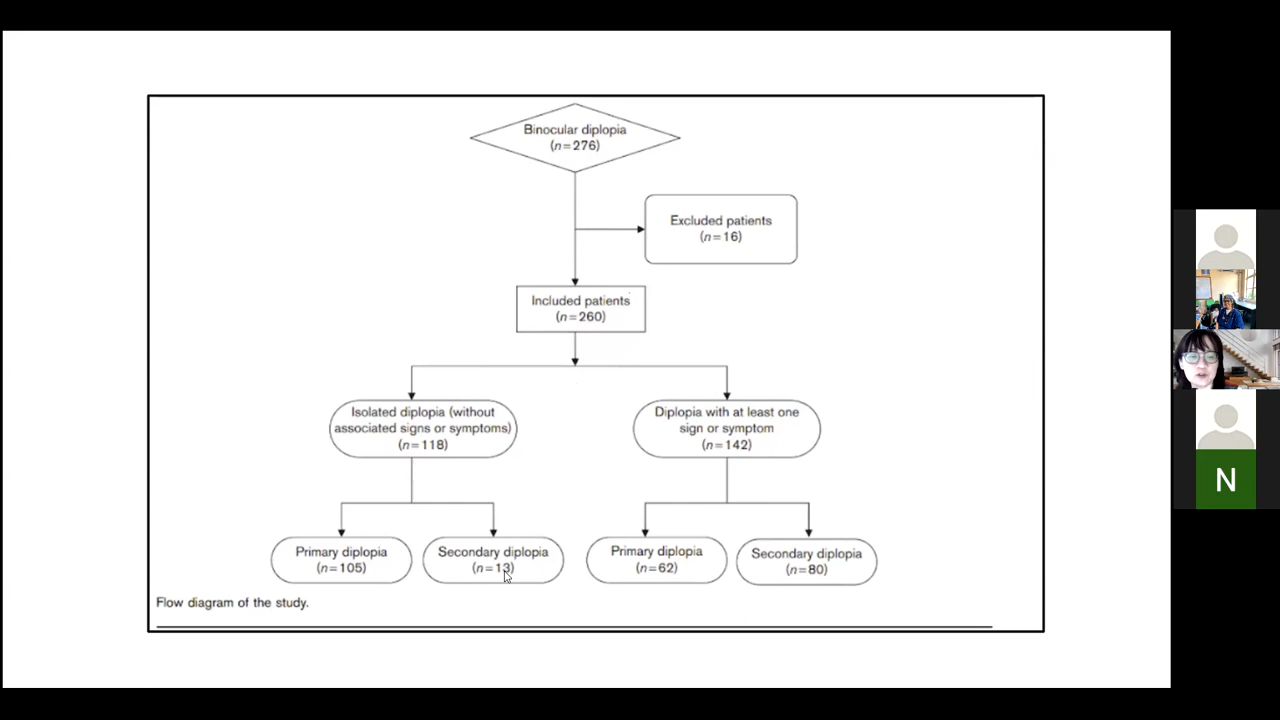 Binocular diplopia
(n=276)
Excluded patients
(n=16)
Included patients
(n=260)
Isolated diplopia (without
associated signs or symptoms)
(n=118)
Diplopia with at least one
sign or symptom
(n=142)
Primary diplopia
(n=105)
Secondary diplopia
(n=13)
Primary diplopia
(n=62)
Secondary diplopia
(n=80)
Flow diagram of the study.
N